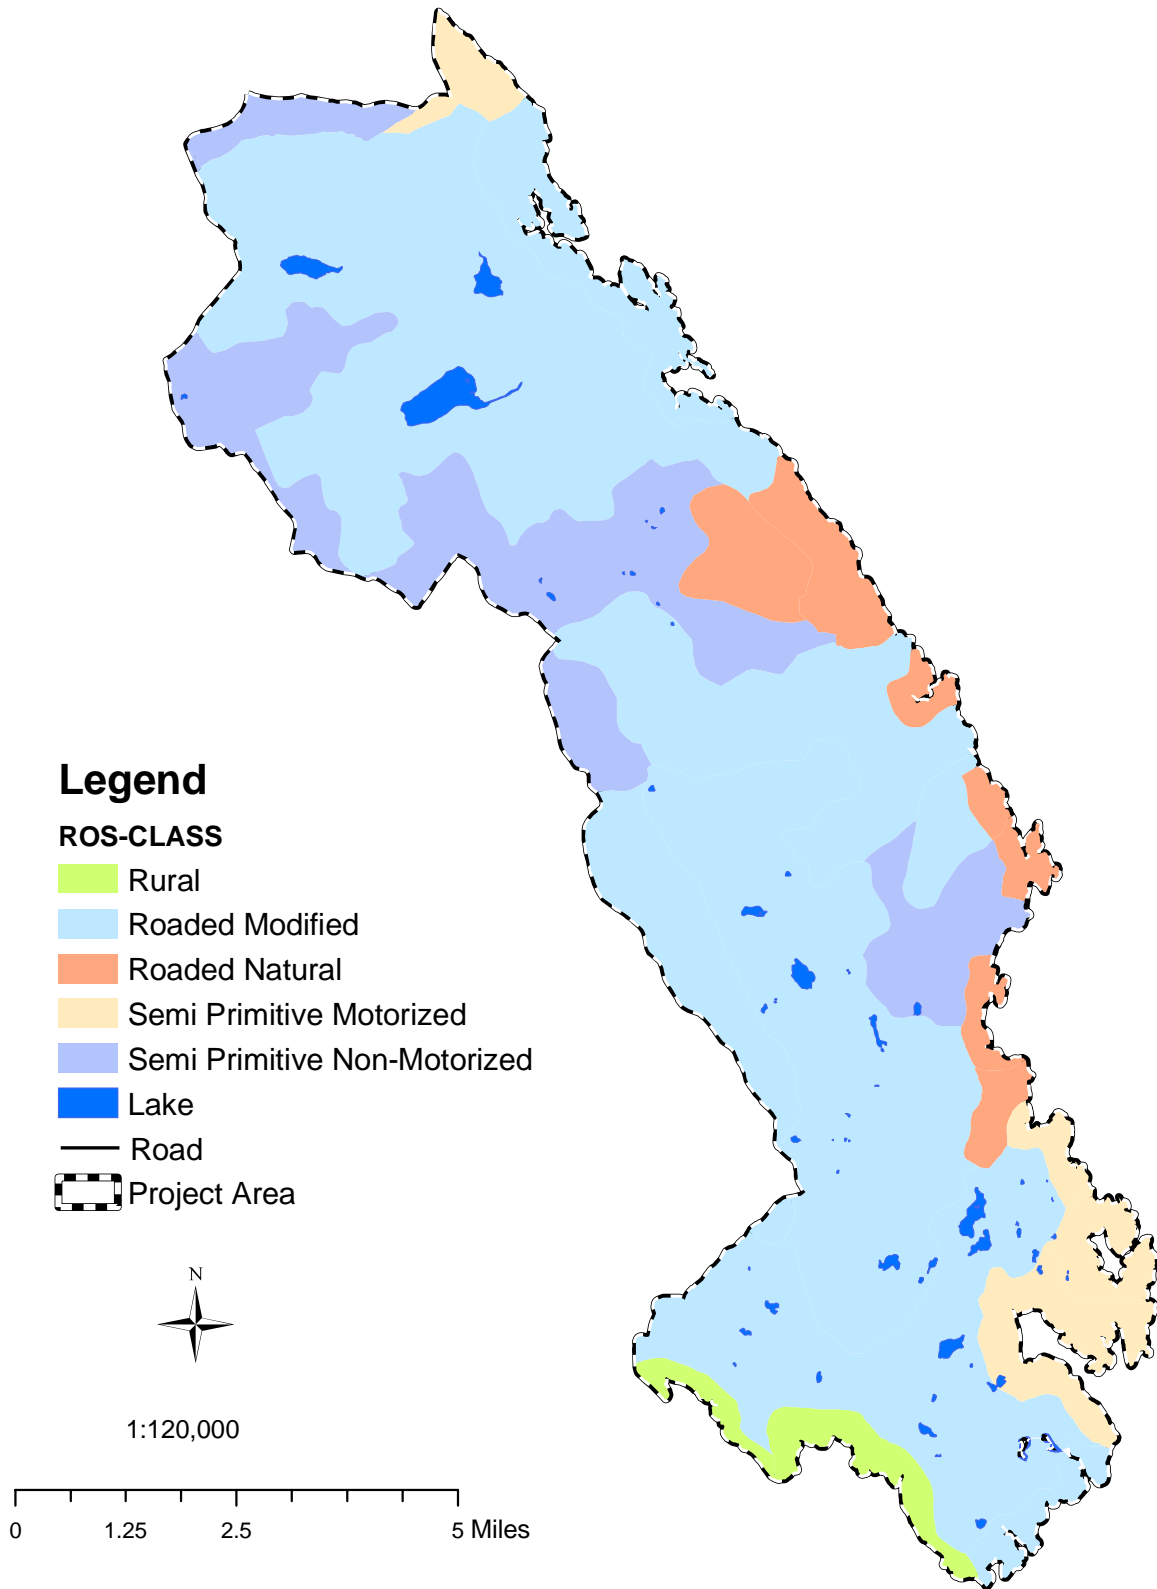 Legend
ROS-CLASS
Rural
Roaded Modified
Roaded Natural
Semi Primitive Motorized
Semi Primitive Non-Motorized
Lake
Road
Project Area
N
1:120,000
0 1.25 2.5 5 Miles